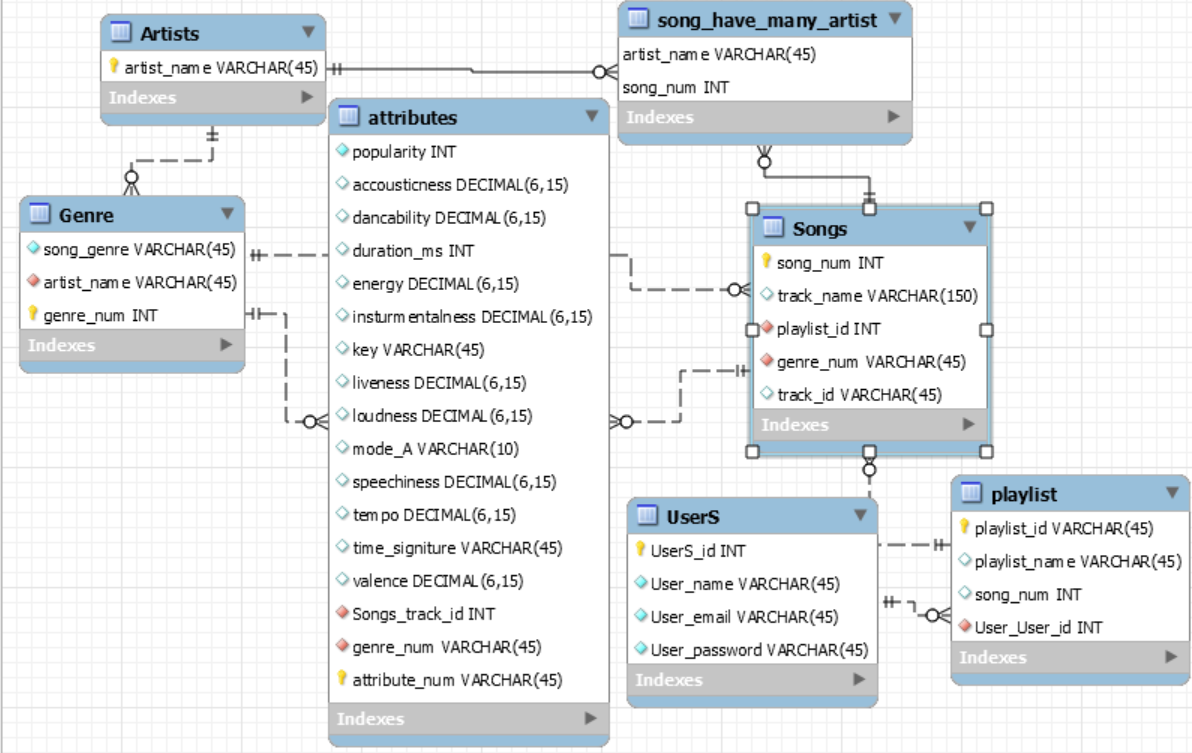 Artists
artist_name VARCHAR(45)
Indexes
song_have_many_artist
artist_name VARCHAR(45)
song_num INT
Indexes
attributes
popularity INT
accousticness DECIMAL(6,15)
dancability DECIMAL(6,15)
duration_ms INT
energy DECIMAL(6,15)
insturmentalness DECIMAL(6,15)
key VARCHAR(45)
liveness DECIMAL(6,15)
loudness DECIMAL(6,15)
mode_A VARCHAR(10)
speechiness DECIMAL(6,15)
tempo DECIMAL(6,15)
time_signiture VARCHAR(45)
valence DECIMAL(6,15)
Songs_track_id INT
genre_num VARCHAR(45)
attribute_num VARCHAR(45)
Indexes
Genre
song_genre VARCHAR(45)
artist_name VARCHAR(45)
genre_num INT
Indexes
Songs
song_num INT
track_name VARCHAR(150)
playlist_id INT
genre_num VARCHAR(45)
track_id VARCHAR(45)
Indexes
UserS
UserS_id INT
User_name VARCHAR(45)
User_email VARCHAR(45)
User_password VARCHAR(45)
Indexes
playlist
playlist_id VARCHAR(45)
playlist_name VARCHAR(45)
song_num INT
User_User_id INT
Indexes